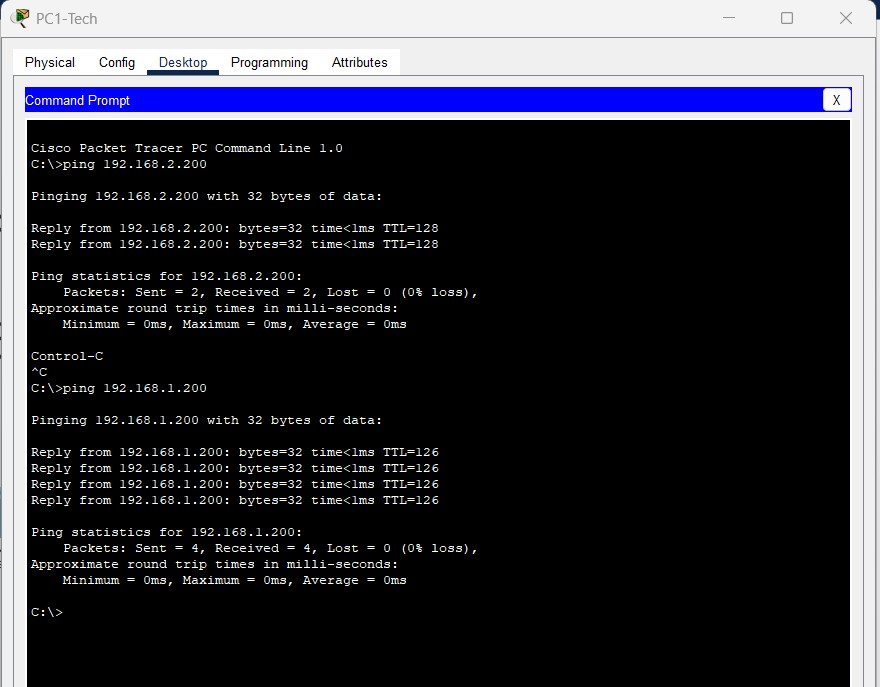 PC1-Tech
Physical Config Desktop Programming Attributes
Command Prompt X
Cisco Packet Tracer PC Command Line 1.0
C:\>ping 192.168.2.200
Pinging 192.168.2.200 with 32 bytes of data:
Reply from 192.168.2.200: bytes=32 time<1ms TTL=128
Reply from 192.168.2.200: bytes=32 time<1ms TTL=128
Ping statistics for 192.168.2.200:
Packets: Sent = 2, Received = 2, Lost = 0 (0% loss),
Approximate round trip times in milli-seconds:
Minimum = 0ms, Maximum = 0ms, Average = 0ms
Control-C
^C
C:\>ping 192.168.1.200
Pinging 192.168.1.200 with 32 bytes of data:
Reply from 192.168.1.200: bytes=32 time<1ms TTL=126
Reply from 192.168.1.200: bytes=32 time<1ms TTL=126
Reply from 192.168.1.200: bytes=32 time<1ms TTL=126
Reply from 192.168.1.200: bytes=32 time<1ms TTL=126
Ping statistics for 192.168.1.200:
Packets: Sent = 4, Received = 4, Lost = 0 (0% loss),
Approximate round trip times in milli-seconds:
Minimum = 0ms, Maximum = 0ms, Average = 0ms
C:\>